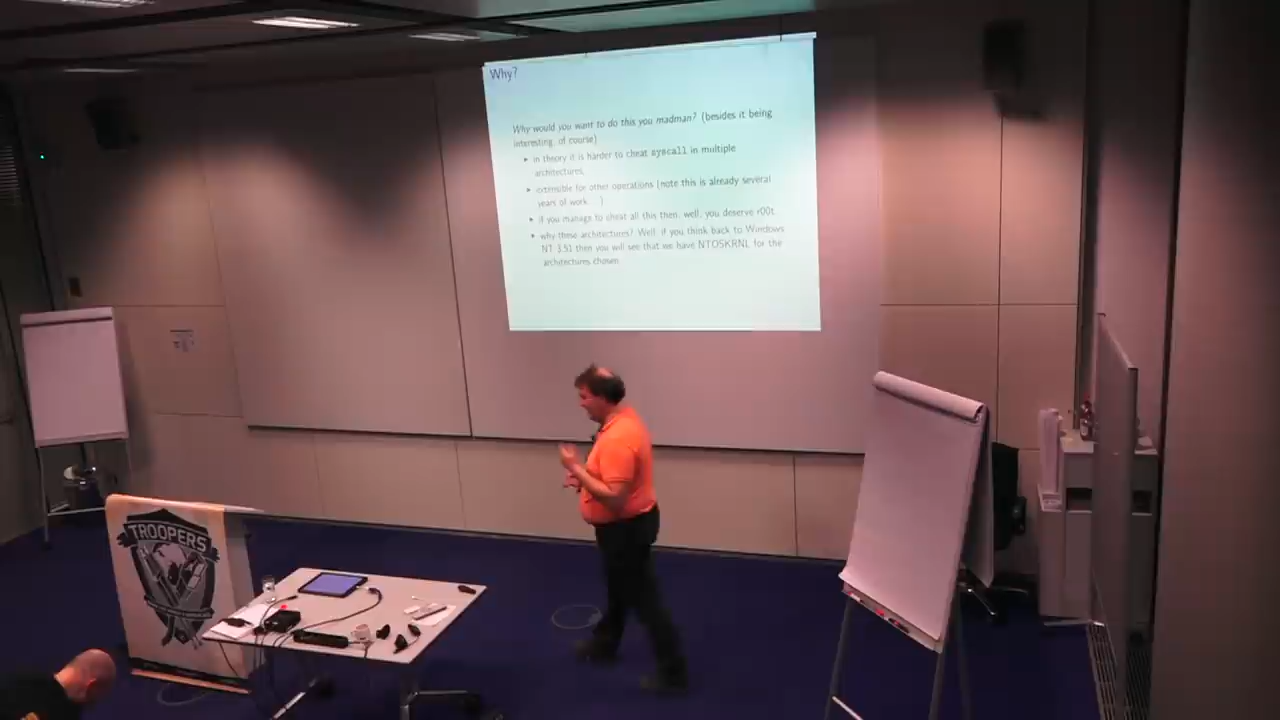 Why?
Why would you want to do this you madman? (besides it being
interesting, of course)
in theory it is harder to cheat syscall in multiple
architectures,
extensible for other operations (note this is already several
years of work. . . )
if you manage to cheat all this then, well, you deserve r00t
why these architectures? Well, if you think back to Windows
NT 3.51 then you will see that we have NTOSKRNL for the
architectures chosen
TROOPERS